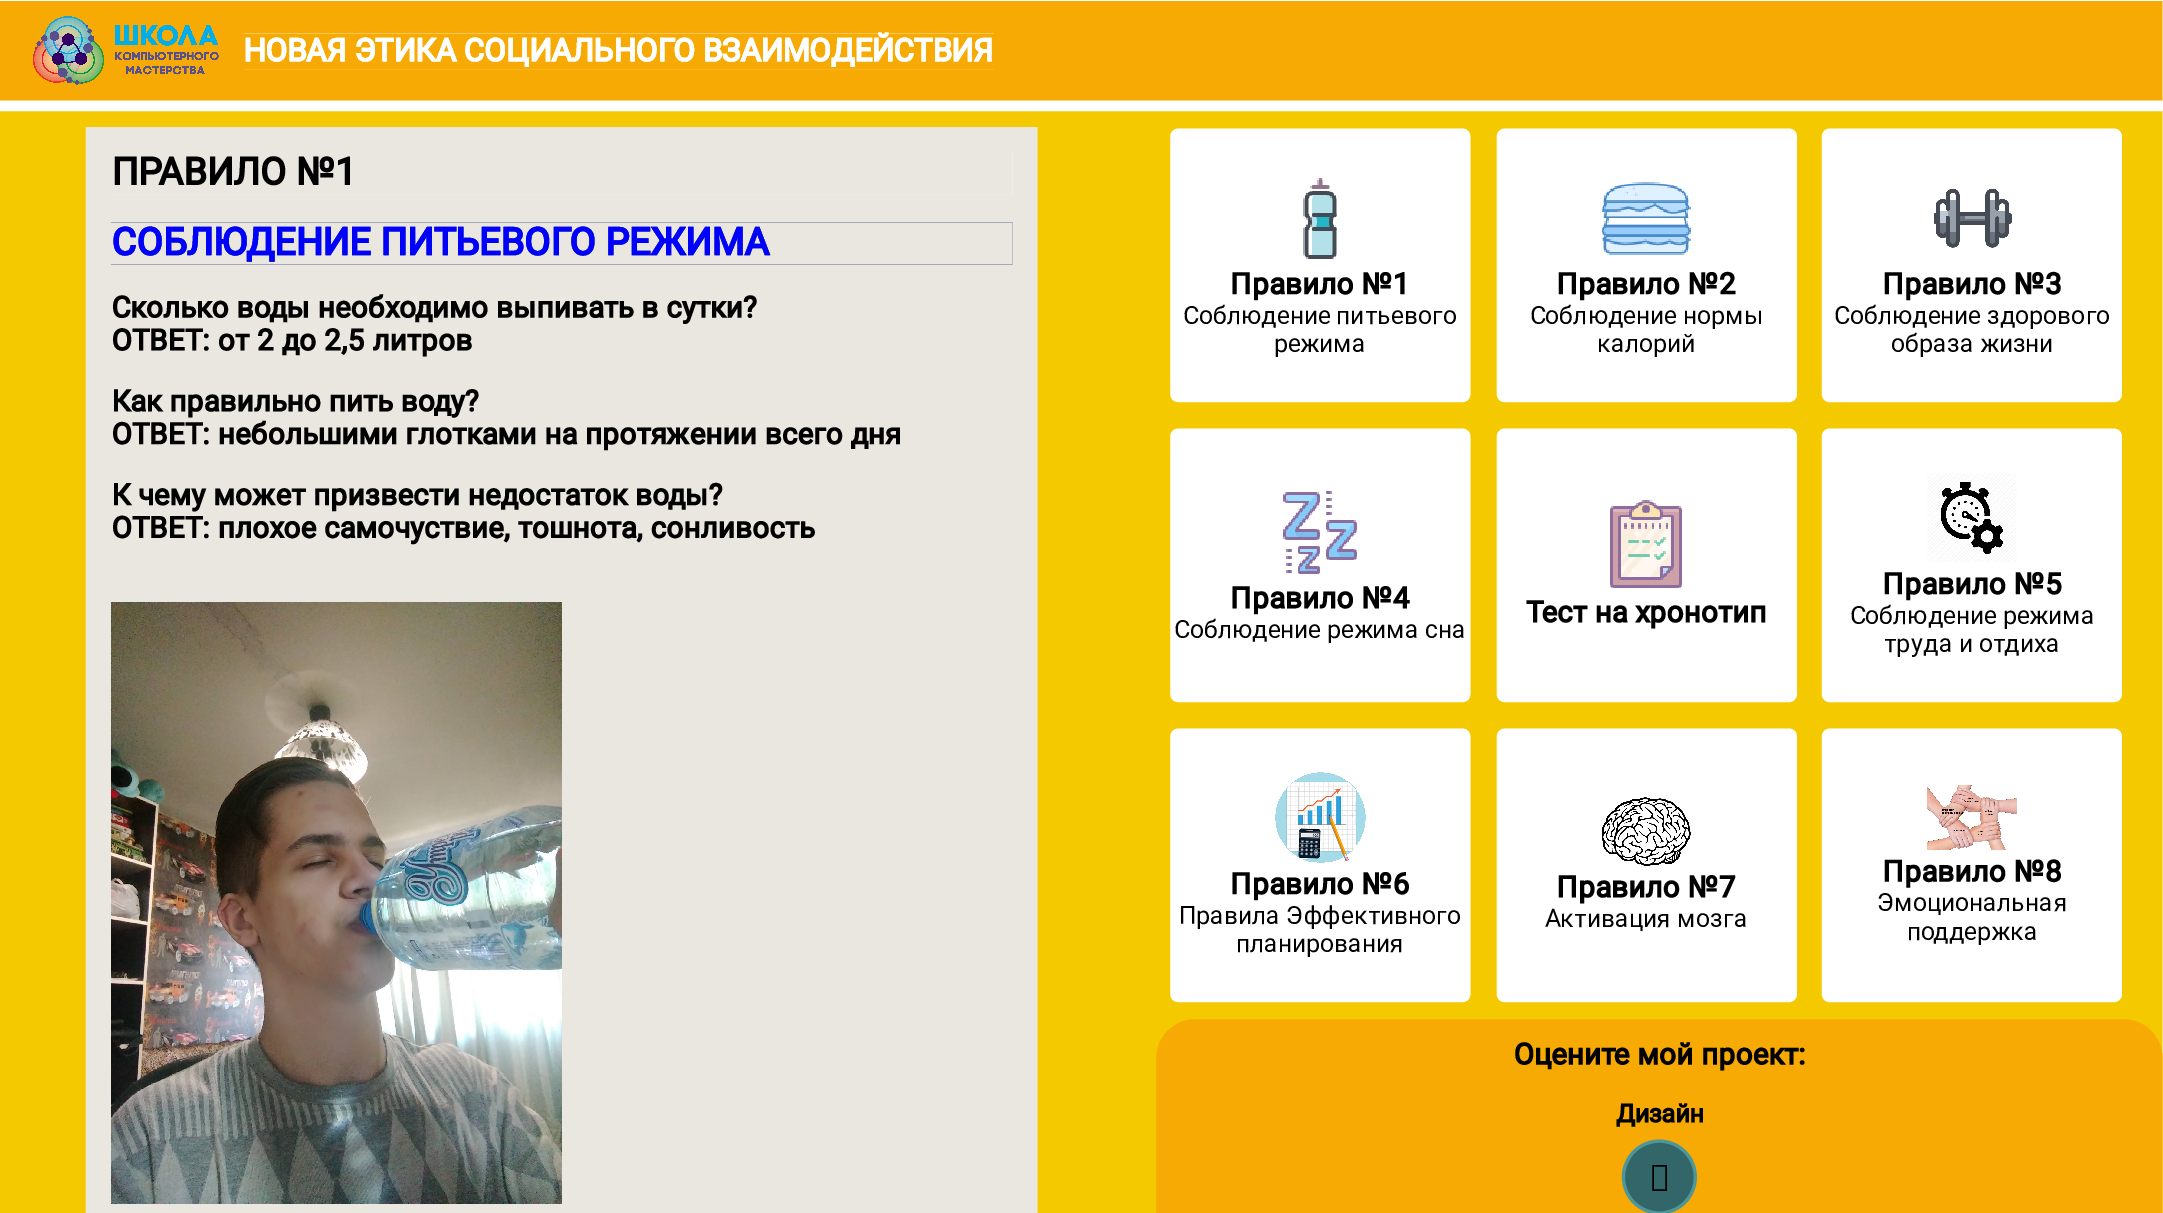 ШКОЛА
КОМПЬЮТЕРНОГО
МАСТЕРСТВА
НОВАЯ ЭТИКА СОЦИАЛЬНОГО ВЗАИМОДЕЙСТВИЯ
ПРАВИЛО №1
СОБЛЮДЕНИЕ ПИТЬЕВОГО РЕЖИМА
Сколько воды необходимо выпивать в сутки?
ОТВЕТ: от 2 до 2,5 литров
Как правильно пить воду?
ОТВЕТ: небольшими глотками на протяжении всего дня
К чему может призвести недостаток воды?
ОТВЕТ: плохое самочуствие, тошнота, сонливость
Правило №1
Соблюдение питьевого
режима
Правило №2
Соблюдение нормы
калорий
Правило №3
Соблюдение здорового
образа жизни
Правило №4
Соблюдение режима сна
Тест на хронотип
Правило №5
Соблюдение режима
труда и отдиха
Правило №6
Правила Эффективного
планирования
Правило №7
Активация мозга
Правило №8
Эмоциональная
поддержка
Оцените мой проект:
Дизайн